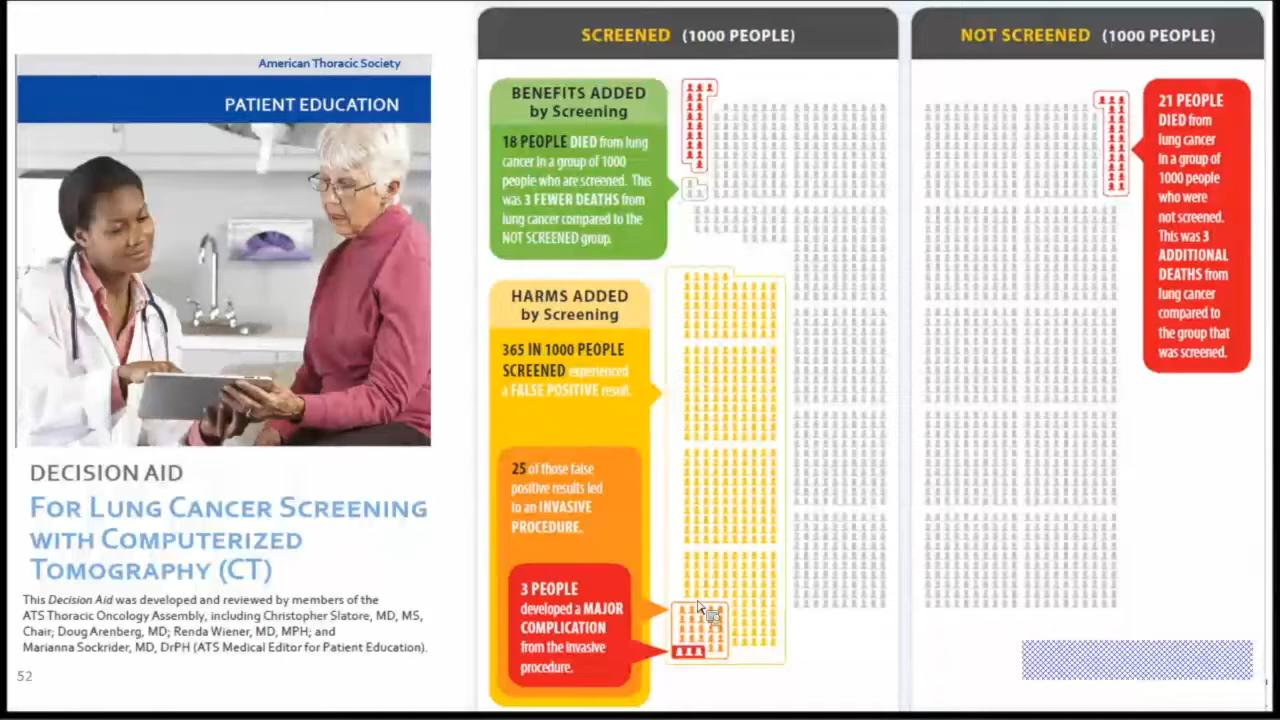 American Thoracic Society
PATIENT EDUCATION
DECISION AID
FOR LUNG CANCER SCREENING
WITH COMPUTERIZED
TOMOGRAPHY (CT)
This Decision Aid was developed and reviewed by members of the
ATS Thoracic Oncology Assembly, including Christopher Slatore, MD, MS,
Chair; Doug Arenberg, MD; Renda Wiener, MD, MPH; and
Marianna Sockrider, MD, DrPH (ATS Medical Editor for Patient Education).
52
SCREENED (1000 PEOPLE)
BENEFITS ADDED
by Screening
18 PEOPLE DIED from lung
cancer in a group of 1000
people who are screened. This
was 3 FEWER DEATHS from
lung cancer compared to the
NOT SCREENED group.
HARMS ADDED
by Screening
365 IN 1000 PEOPLE
SCREENED experienced
a FALSE POSITIVE result.
25 of those false
positive results led
to an INVASIVE
PROCEDURE.
3 PEOPLE
developed a MAJOR
COMPLICATION
from the invasive
procedure.
NOT SCREENED (1000 PEOPLE)
21 PEOPLE
DIED from
lung cancer
in a group of
1000 people
who were
not screened.
This was 3
ADDITIONAL
DEATHS from
lung cancer
compared to
the group that
was screened.